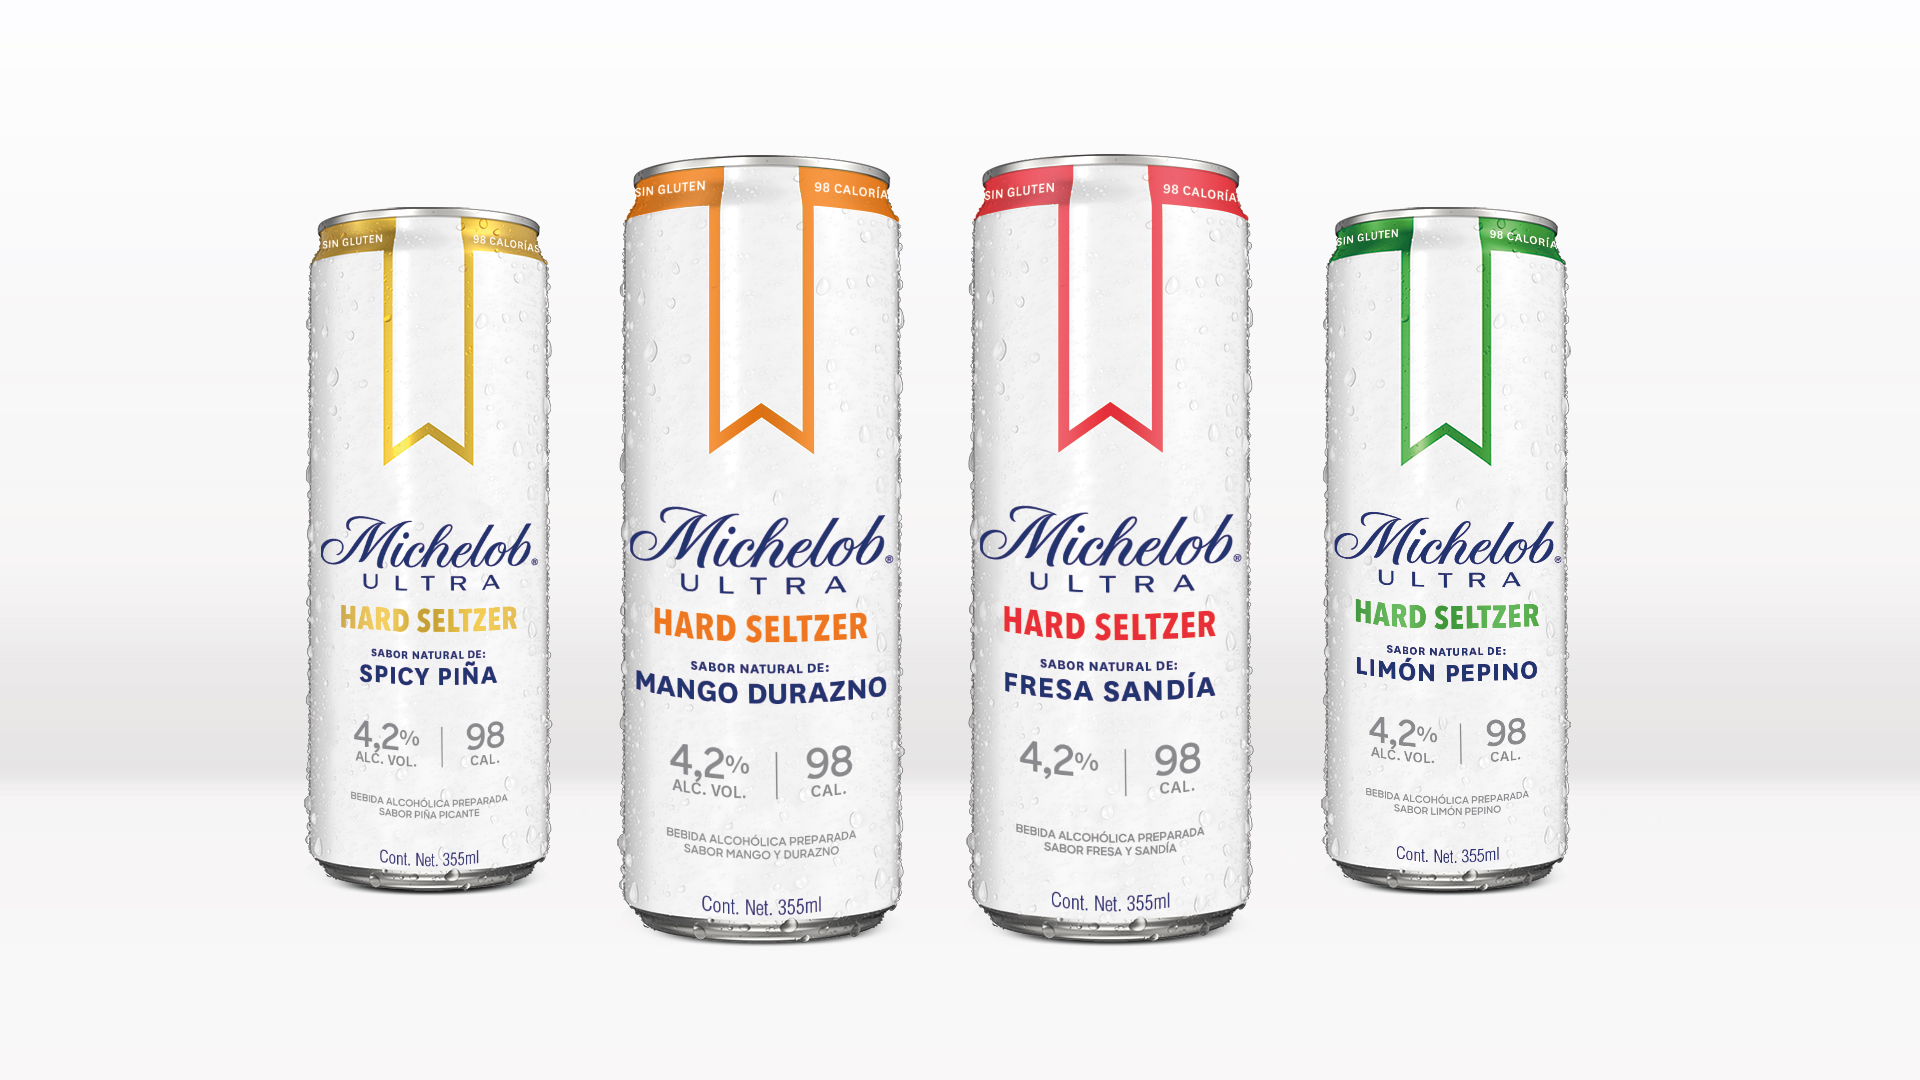 SIN GLUTEN
98 CALORÍAS
Michelob®
ULTRA
HARD SELTZER
SABOR NATURAL DE:
SPICY PIÑA
4,2%
ALC. VOL.
98
CAL.
BEBIDA ALCOHÓLICA PREPARADA
SABOR PIÑA PICANTE
Cont. Net. 355ml
SIN GLUTEN
98 CALORÍA
Michelob®
ULTRA
HARD SELTZER
SABOR NATURAL DE:
MANGO DURAZNO
4,2%
ALC. VOL.
98
CAL.
BEBIDA ALCOHÓLICA PREPARADA
SABOR MANGO Y DURAZNO
Cont. Net. 355ml
SIN GLUTEN
98 CALORÍA
Michelob®
ULTRA
HARD SELTZER
SABOR NATURAL DE:
FRESA SANDÍA
4,2%
98
CAL.
BEBIDA ALCOHÓLICA PREPARADA
SABOR FRESA Y SANDÍA
Cont. Net. 355ml
SIN GLUTEN
98 CALORÍA
Michelob®
ULTRA
HARD SELTZER
SABOR NATURAL DE:
LIMÓN PEPINO
4,2%
ALC. VOL.
98
CAL.
BEBIDA ALCOHÓLICA PREPARADA
SABOR LIMÓN PEPINO
Cont. Net. 355ml